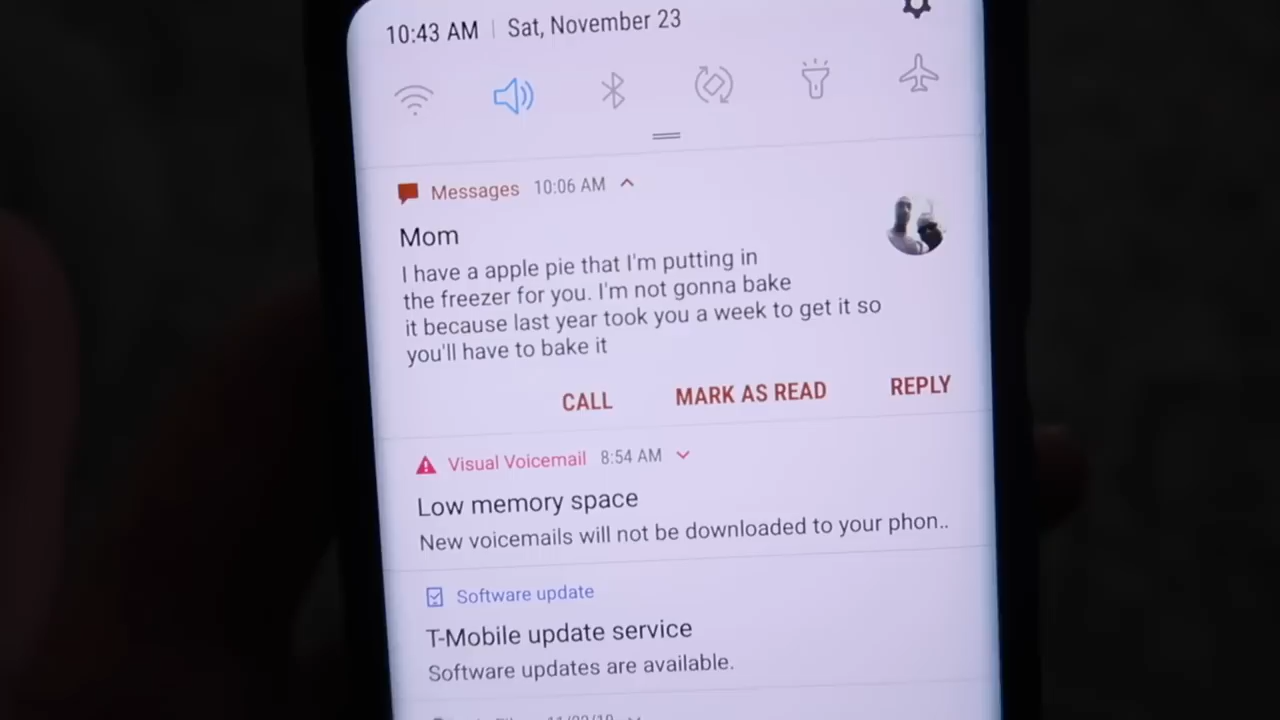 10:43 AM | Sat, November 23
Messages 10:06 AM
Mom
I have a apple pie that I'm putting in
the freezer for you. I'm not gonna bake
it because last year took you a week to get it so
you'll have to bake it
CALL MARK AS READ REPLY
Visual Voicemail 8:54 AM
Low memory space
New voicemails will not be downloaded to your phon..
Software update
T-Mobile update service
Software updates are available.